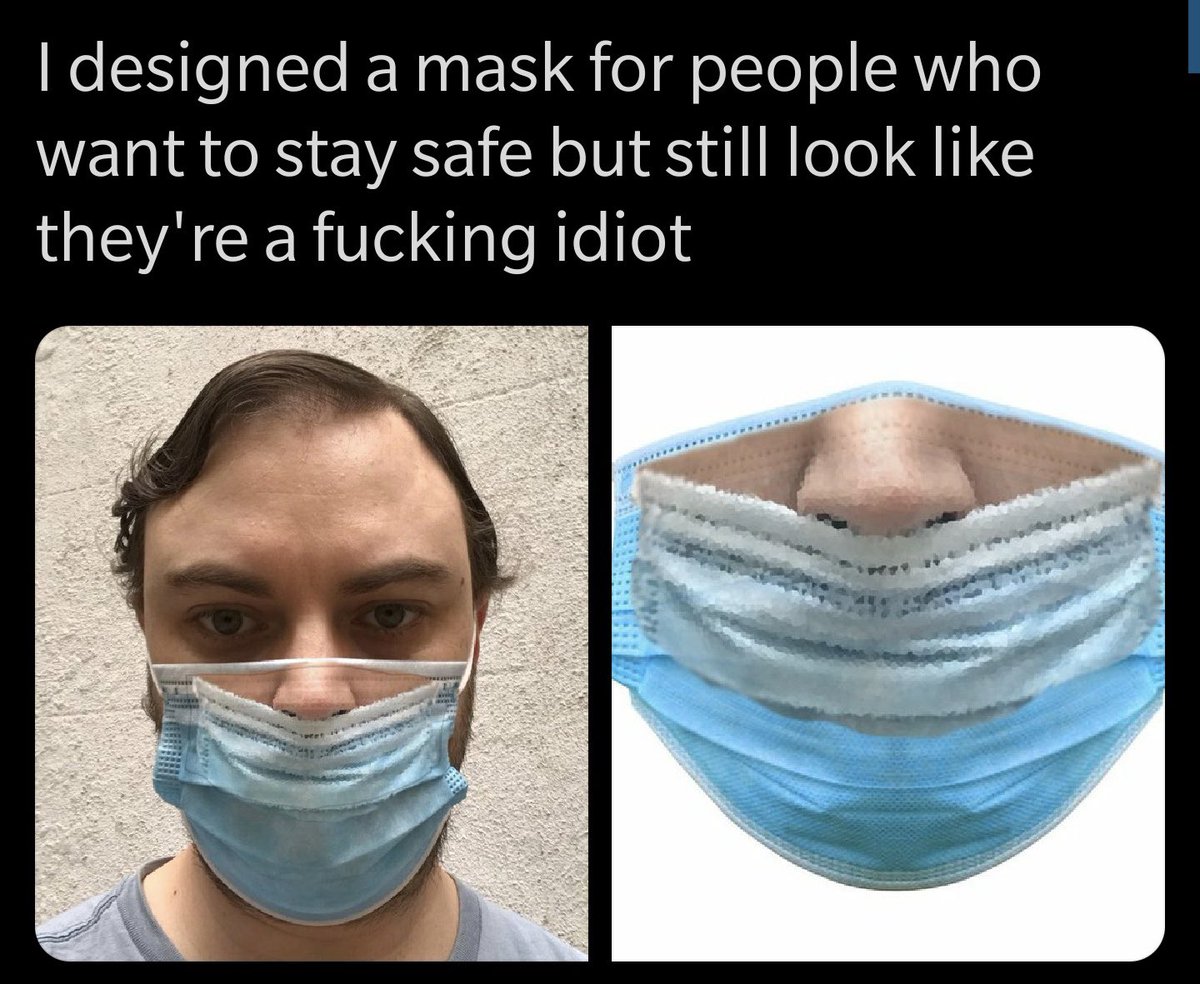 I designed a mask for people who
want to stay safe but still look like
they're a fucking idiot